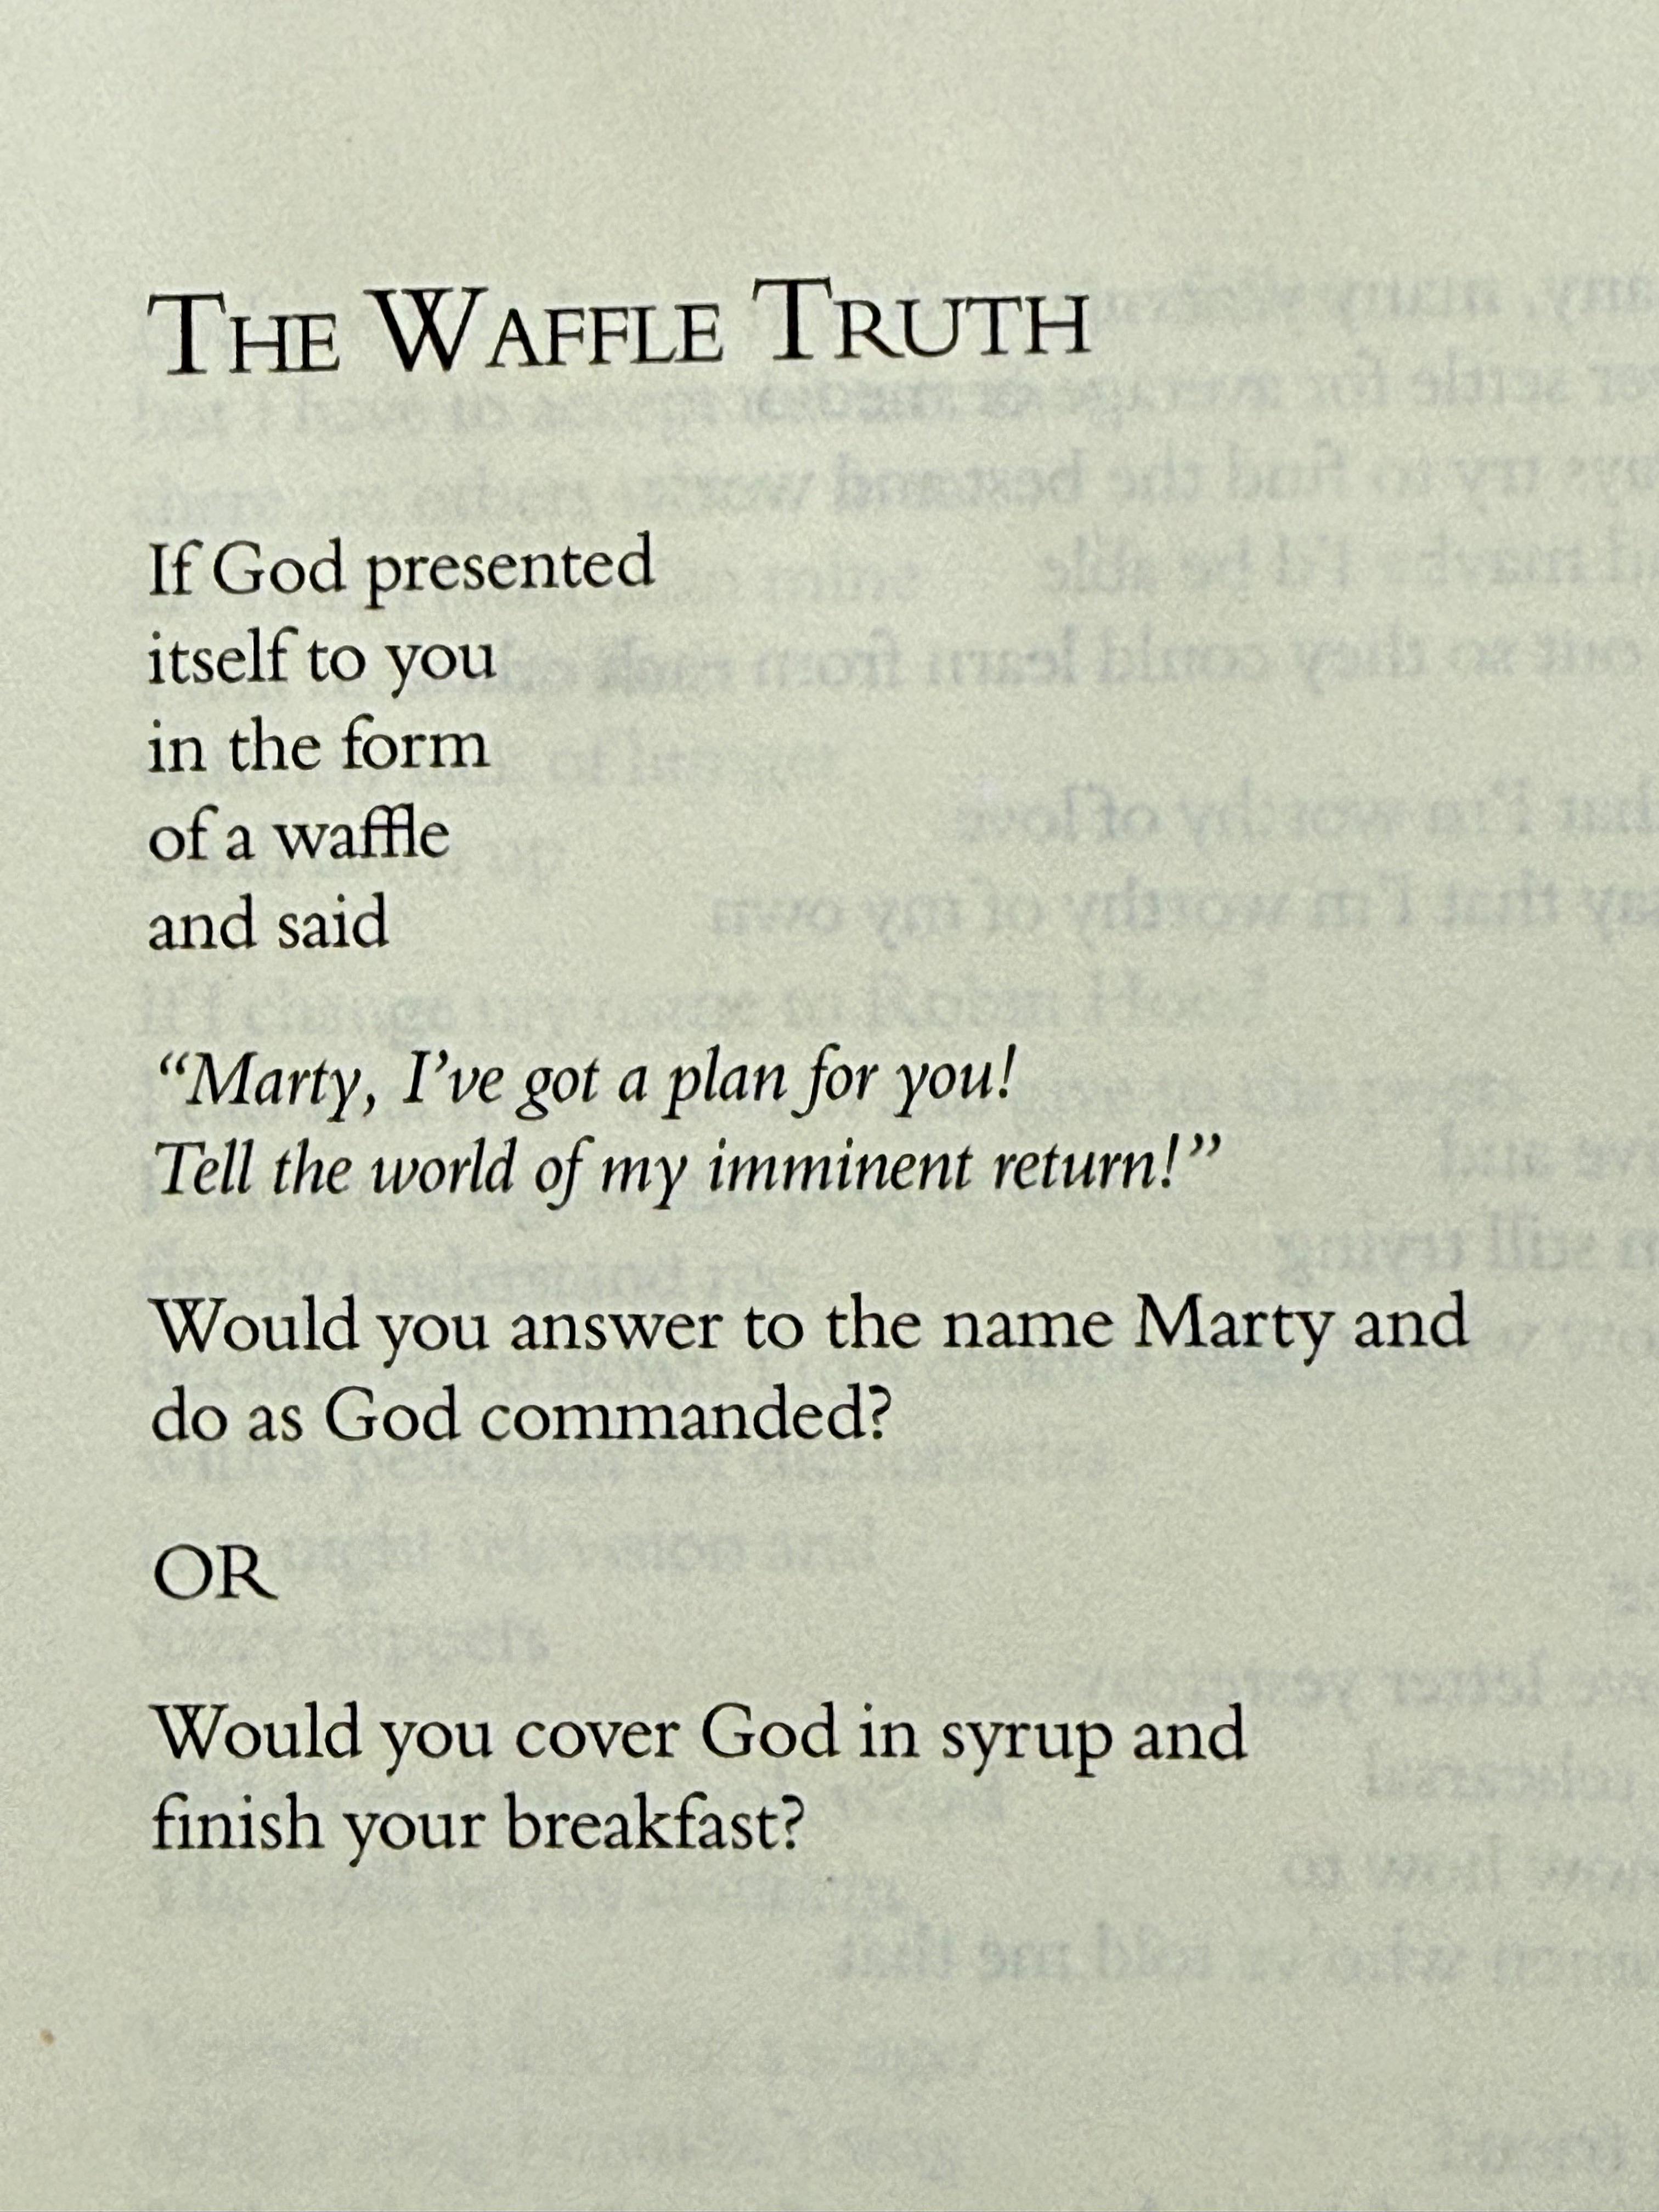 THE WAFFLE TRUTH
If God presented
itself to you
in the form
of a waffle
and said
“Marty, I’ve got a plan for you!
Tell the world of my imminent return!”
Would you answer to the name Marty and
do as God commanded?
OR
Would you cover God in syrup and
finish your breakfast?